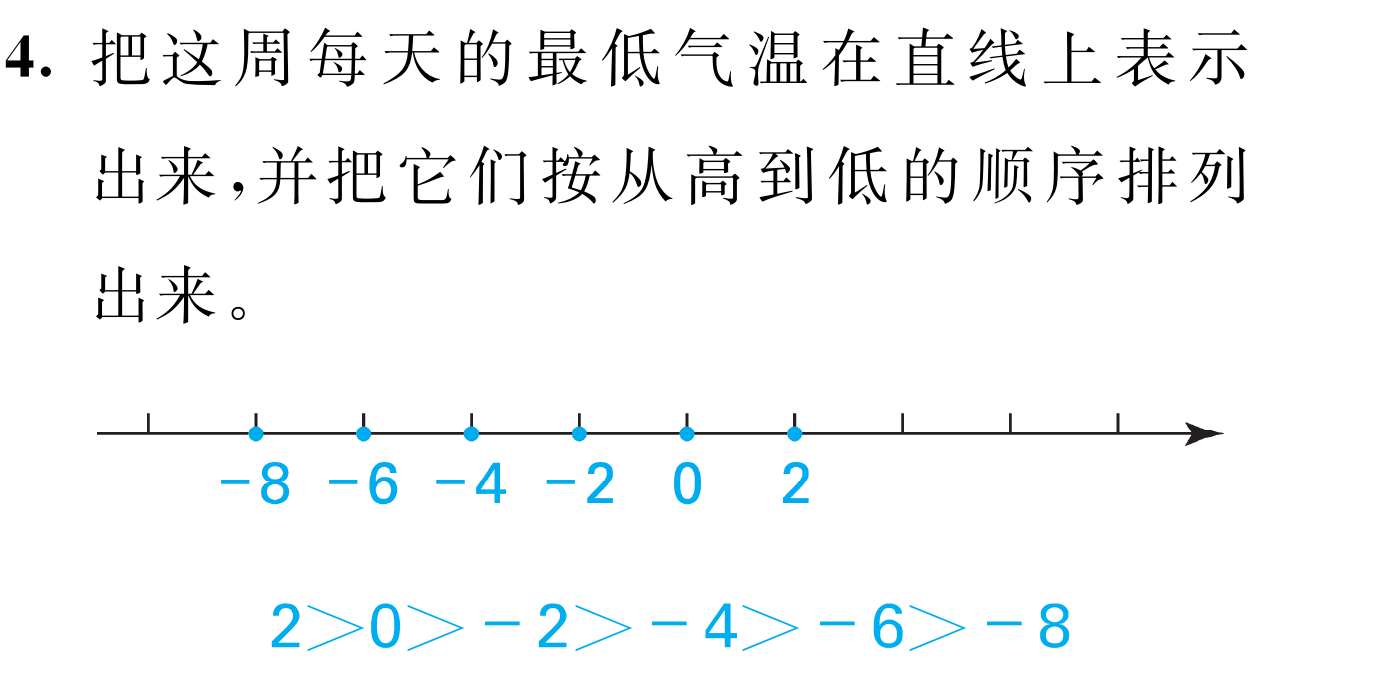 4. 把这周每天的最低气温在直线上表示
出来,并把它们按从高到低的顺序排列
出来。
-8 -6 -4 -2 0 2
2>0>-2>-4>-6>-8